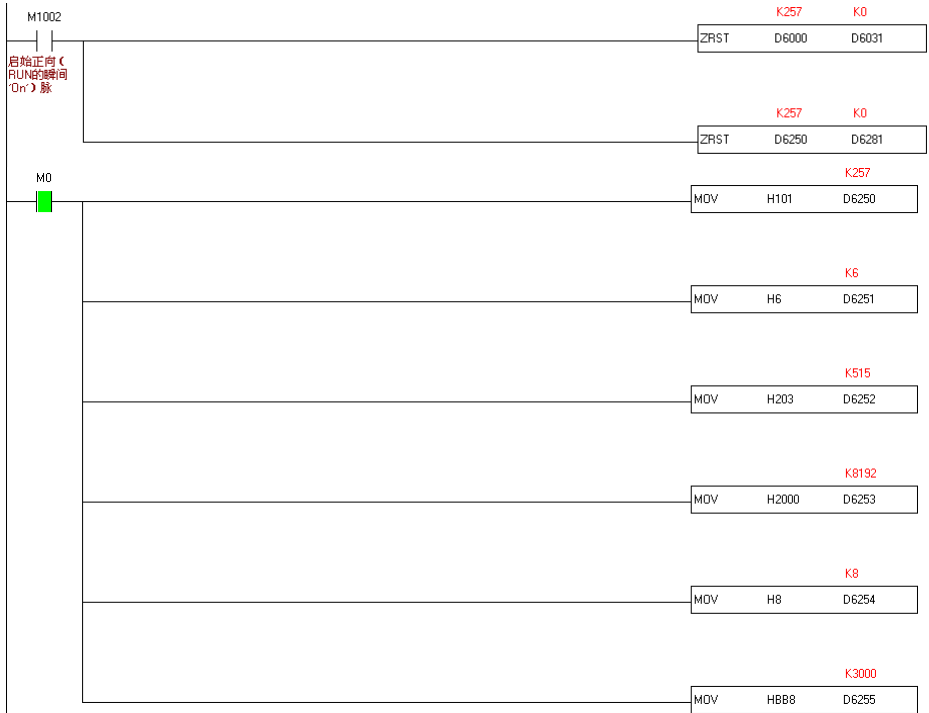 M1002
K257 K0
ZRST D6000 D6031
启始正向(
RUN的瞬间
'On')脉
K257 K0
ZRST D6250 D6281
M0
K257
MOV H101 D6250
K6
MOV H6 D6251
K515
MOV H203 D6252
K8192
MOV H2000 D6253
K8
MOV H8 D6254
K3000
MOV HBB8 D6255